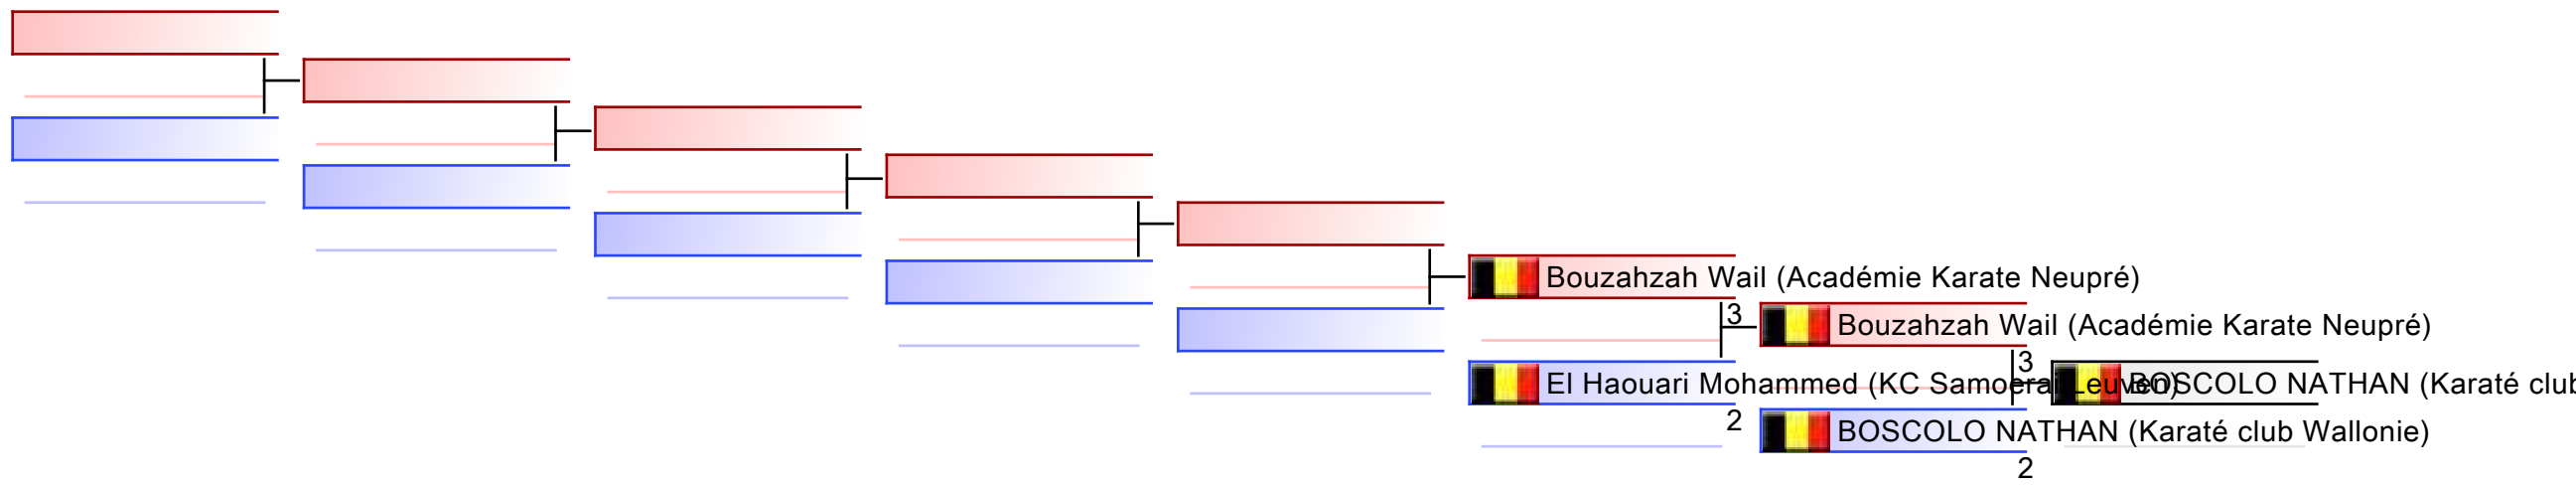 Bouzahzah Wail (Académie Karate Neupré)
3
Bouzahzah Wail (Académie Karate Neupré)
3
El Haouari Mohammed (KC Samoerai Leuven)
BOSCOLO NATHAN (Karaté club
2
BOSCOLO NATHAN (Karaté club Wallonie)
2